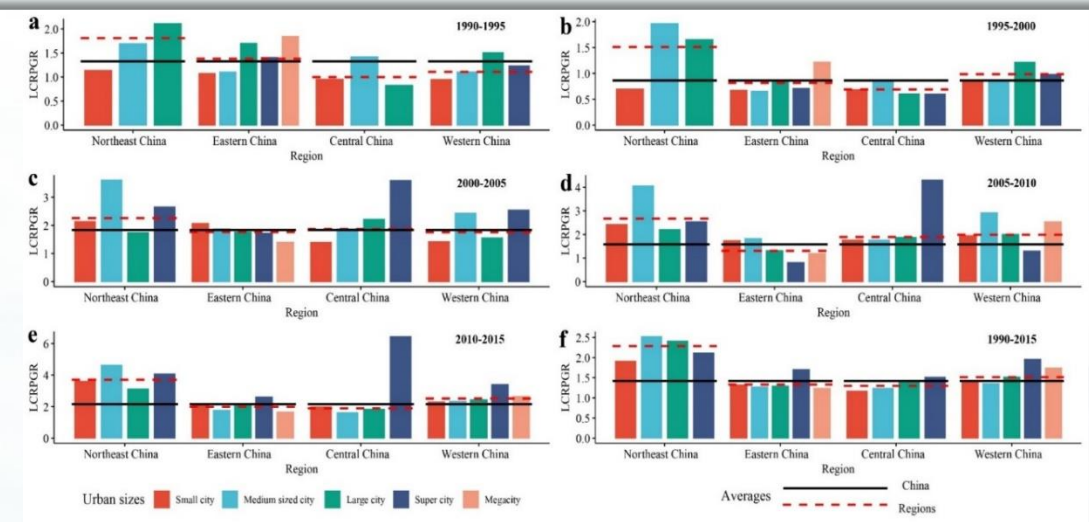 a
1990-1995
LCRPGR
2.0
1.5
1.0
0.5
0.0
Northeast China Eastern China Central China Western China
Region
b
1995-2000
LCRPGR
2.0
1.5
1.0
0.5
0.0
Northeast China Eastern China Central China Western China
Region
c
2000-2005
LCRPGR
3
2
1
0
Northeast China Eastern China Central China Western China
Region
d
2005-2010
LCRPGR
4
3
2
1
0
Northeast China Eastern China Central China Western China
Region
e
2010-2015
LCRPGR
6
4
2
0
Northeast China Eastern China Central China Western China
Region
f
1990-2015
LCRPGR
2.5
2.0
1.5
1.0
0.5
0.0
Northeast China Eastern China Central China Western China
Region
Urban sizes Small city Medium sized city Large city Super city Megacity
Averages China
Regions